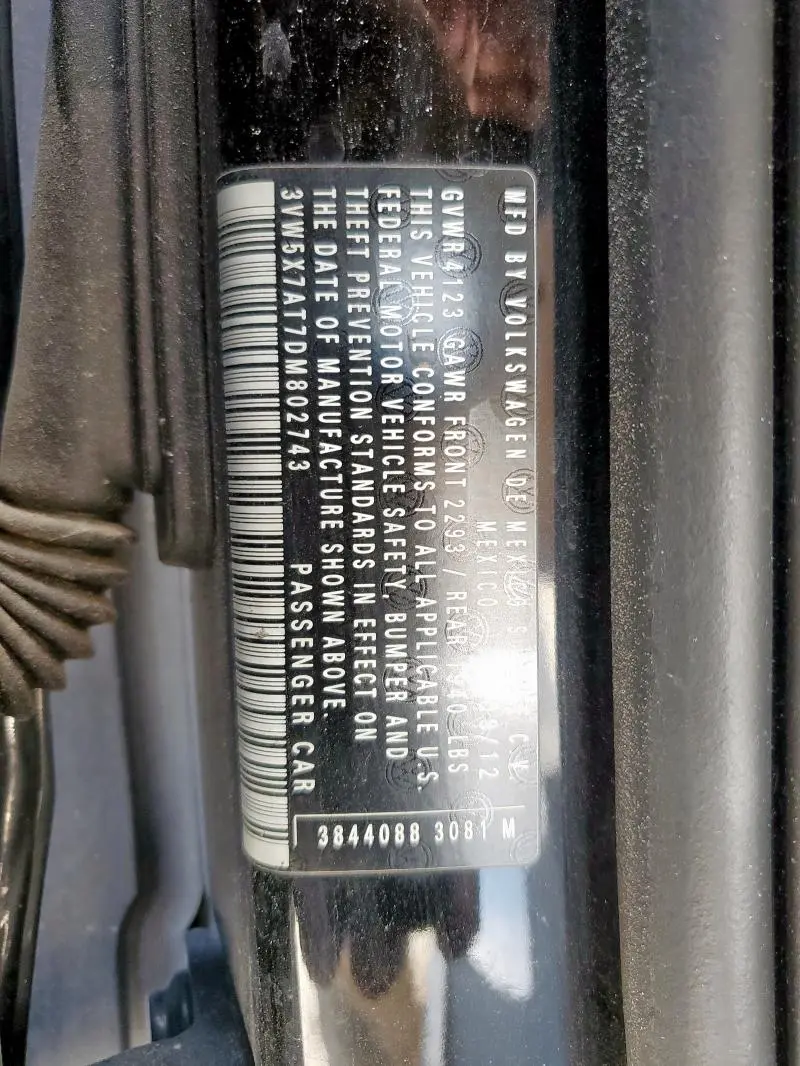 MFD BY VOLKSWAGEN DE MEXICO S C.V.
MEXICO 8/12
GVWR 4123 GAWR FRONT 2293 / REAR 1940 LBS
THIS VEHICLE CONFORMS TO ALL APPLICABLE U.S.
FEDERAL MOTOR VEHICLE SAFETY, BUMPER AND
THEFT PREVENTION STANDARDS IN EFFECT ON
THE DATE OF MANUFACTURE SHOWN ABOVE.
3VW5X7AT7DM802743 PASSENGER CAR
3844088 3081 M